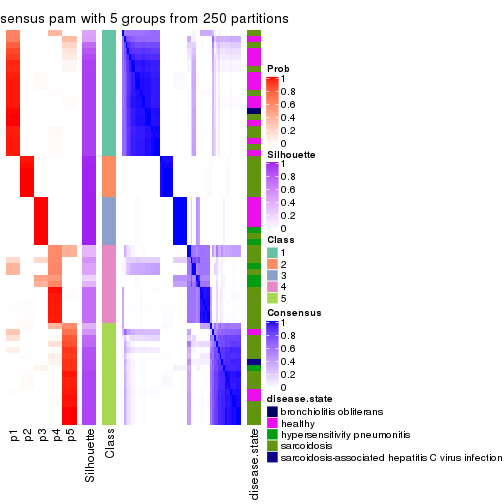 sensus pam with 5 groups from 250 partitions
Prob
1
0.8
0.6
0.4
0.2
0
Silhouette
1
0.8
0.6
0.4
0.2
0
Class
1
2
3
4
5
Consensus
1
0.8
0.6
0.4
0.2
0
disease.state
bronchiolitis obliterans
healthy
hypersensitivity pneumonitis
sarcoidosis
sarcoidosis-associated hepatitis C virus infection
p1
p2
p3
p4
p5
Silhouette
Class
disease.state